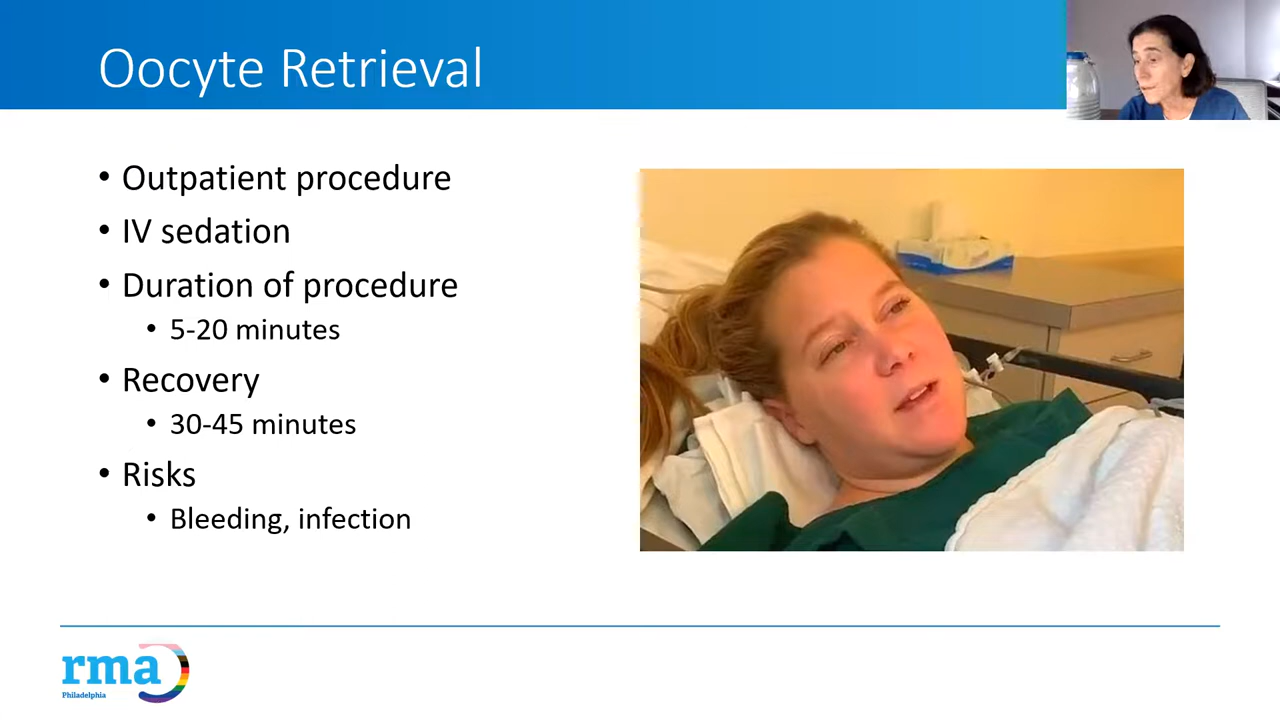 Oocyte Retrieval
• Outpatient procedure
• IV sedation
• Duration of procedure
• 5-20 minutes
• Recovery
• 30-45 minutes
• Risks
• Bleeding, infection
rma
Philadelphia